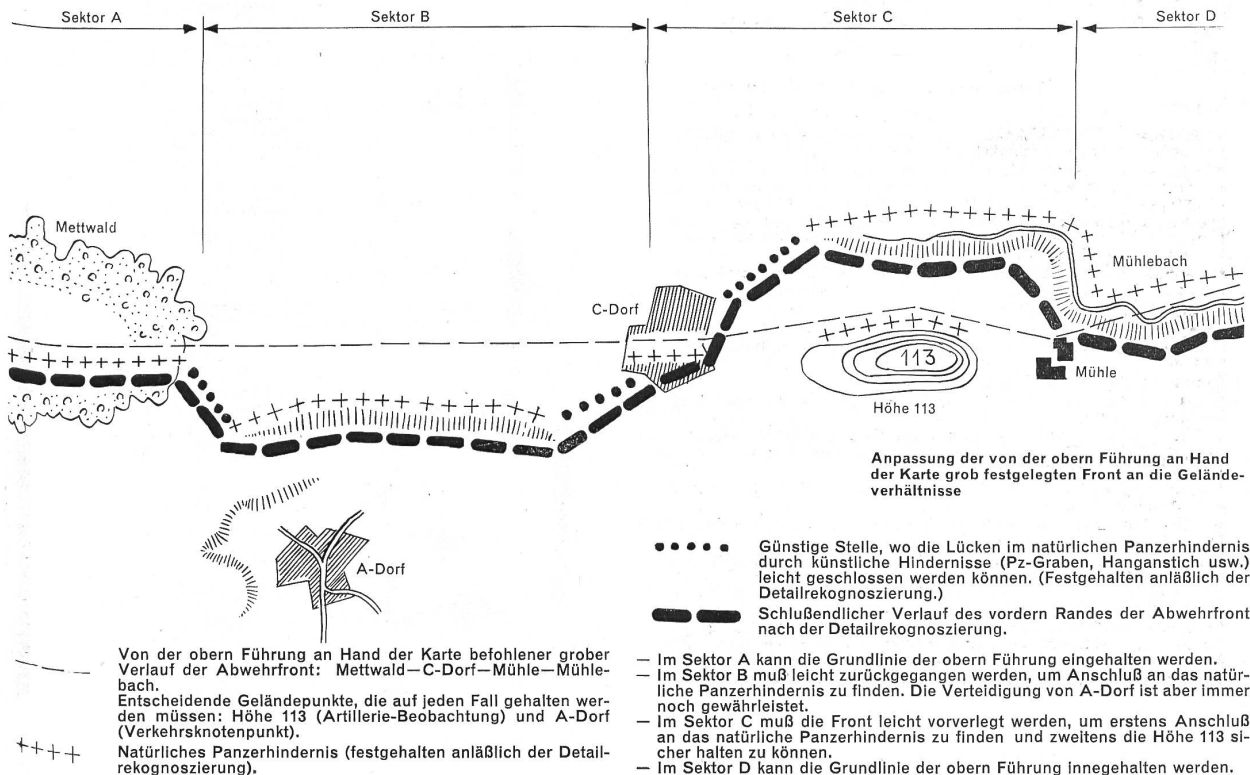 Sektor A
Sektor B
Sektor C
Sektor D
Mettwald
C-Dorf
Mühlebach
113
Mühle
Höhe 113
Anpassung der von der obern Führung an Hand
der Karte grob festgelegten Front an die Gelände-
verhältnisse
A-Dorf
Von der obern Führung an Hand der Karte befohlener grober
Verlauf der Abwehrfront: Mettwald—C-Dorf—Mühle—Mühle-
bach.
Entscheidende Geländepunkte, die auf jeden Fall gehalten wer-
den müssen: Höhe 113 (Artillerie-Beobachtung) und A-Dorf
(Verkehrsknotenpunkt).
Natürliches Panzerhindernis (festgehalten anläßlich der Detail-
rekognoszierung).
Günstige Stelle, wo die Lücken im natürlichen Panzerhindernis
durch künstliche Hindernisse (Pz-Graben, Hanganstich usw.)
leicht geschlossen werden können. (Festgehalten anläßlich der
Detailrekognoszierung.)
Schlußendlicher Verlauf des vordern Randes der Abwehrfront
nach der Detailrekognoszierung.
— Im Sektor A kann die Grundlinie der obern Führung eingehalten werden.
— Im Sektor B muß leicht zurückgegangen werden, um Anschluß an das natür-
liche Panzerhindernis zu finden. Die Verteidigung von A-Dorf ist aber immer
noch gewährleistet.
— Im Sektor C muß die Front leicht vorverlegt werden, um erstens Anschluß
an das natürliche Panzerhindernis zu finden und zweitens die Höhe 113 si-
cher halten zu können.
— Im Sektor D kann die Grundlinie der obern Führung innegehalten werden.